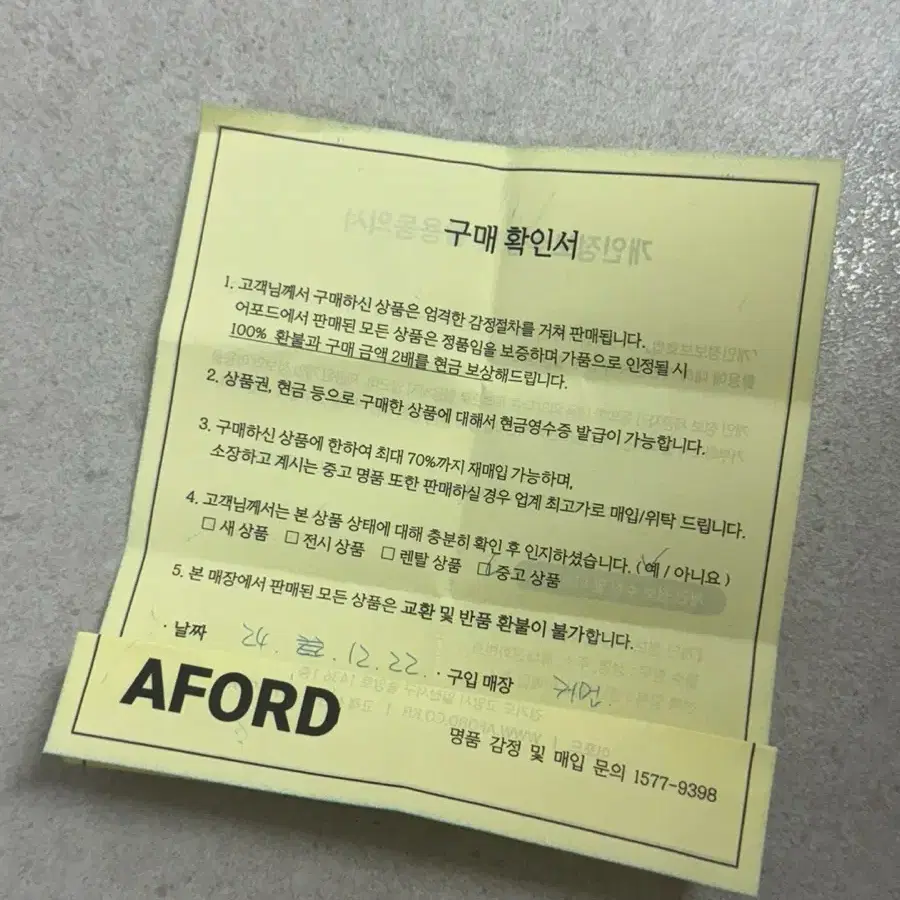 구매 확인서
1. 고객님께서 구매하신 상품은 엄격한 감정절차를 거쳐 판매됩니다.
어포드에서 판매된 모든 상품은 정품임을 보증하며 가품으로 인정될 시
100% 환불과 구매 금액 2배를 현금 보상해드립니다.
2. 상품권, 현금 등으로 구매한 상품에 대해서 현금영수증 발급이 가능합니다.
3. 구매하신 상품에 한하여 최대 70%까지 재매입 가능하며,
소장하고 계시는 중고 명품 또한 판매하실 경우 업계 최고가로 매입/위탁 드립니다.
4. 고객님께서는 본 상품 상태에 대해 충분히 확인 후 인지하셨습니다. (예 / 아니요)
□ 새 상품 □ 전시 상품 □ 렌탈 상품 ☑ 중고 상품
5. 본 매장에서 판매된 모든 상품은 교환 및 반품 환불이 불가합니다.
· 날짜 24. 12. 22. · 구입 매장
AFORD
명품 감정 및 매입 문의 1577-9398